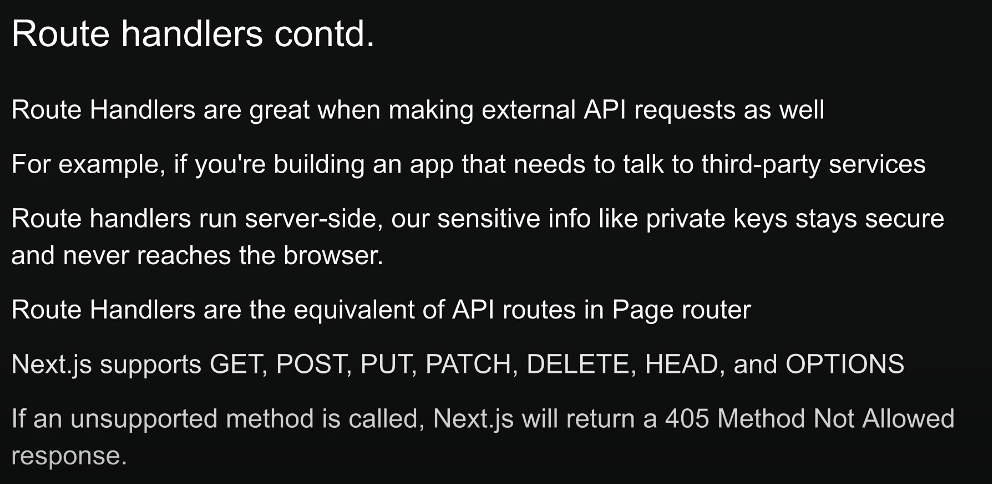 Route handlers contd.
Route Handlers are great when making external API requests as well
For example, if you're building an app that needs to talk to third-party services
Route handlers run server-side, our sensitive info like private keys stays secure
and never reaches the browser.
Route Handlers are the equivalent of API routes in Page router
Next.js supports GET, POST, PUT, PATCH, DELETE, HEAD, and OPTIONS
If an unsupported method is called, Next.js will return a 405 Method Not Allowed
response.